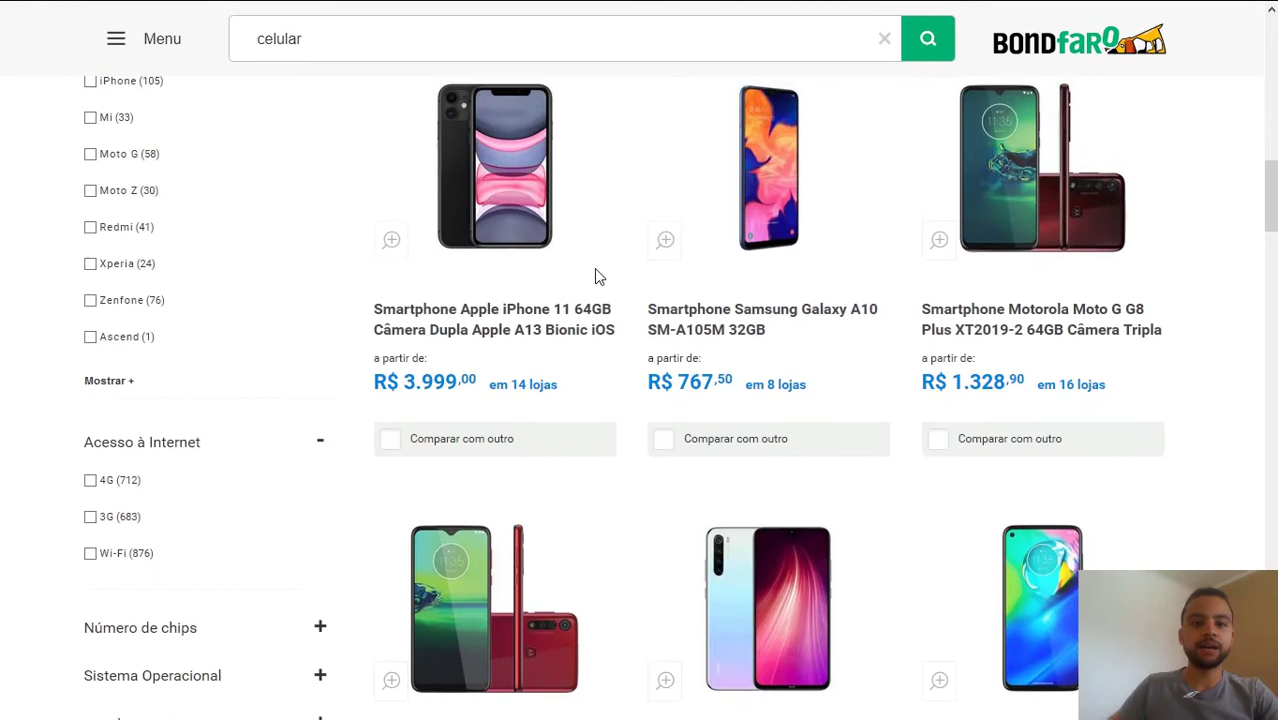 Menu
celular
BONDFARO
iPhone (105)
Mi (33)
Moto G (58)
Moto Z (30)
Redmi (41)
Xperia (24)
Zenfone (76)
Ascend (1)
Mostrar +
Acesso à Internet -
4G (712)
3G (683)
Wi-Fi (876)
Número de chips +
Sistema Operacional +
Smartphone Apple iPhone 11 64GB
Câmera Dupla Apple A13 Bionic iOS
a partir de:
R$ 3.999,00 em 14 lojas
Comparar com outro
Smartphone Samsung Galaxy A10
SM-A105M 32GB
a partir de:
R$ 767,50 em 8 lojas
Comparar com outro
Smartphone Motorola Moto G G8
Plus XT2019-2 64GB Câmera Tripla
a partir de:
R$ 1.328,90 em 16 lojas
Comparar com outro